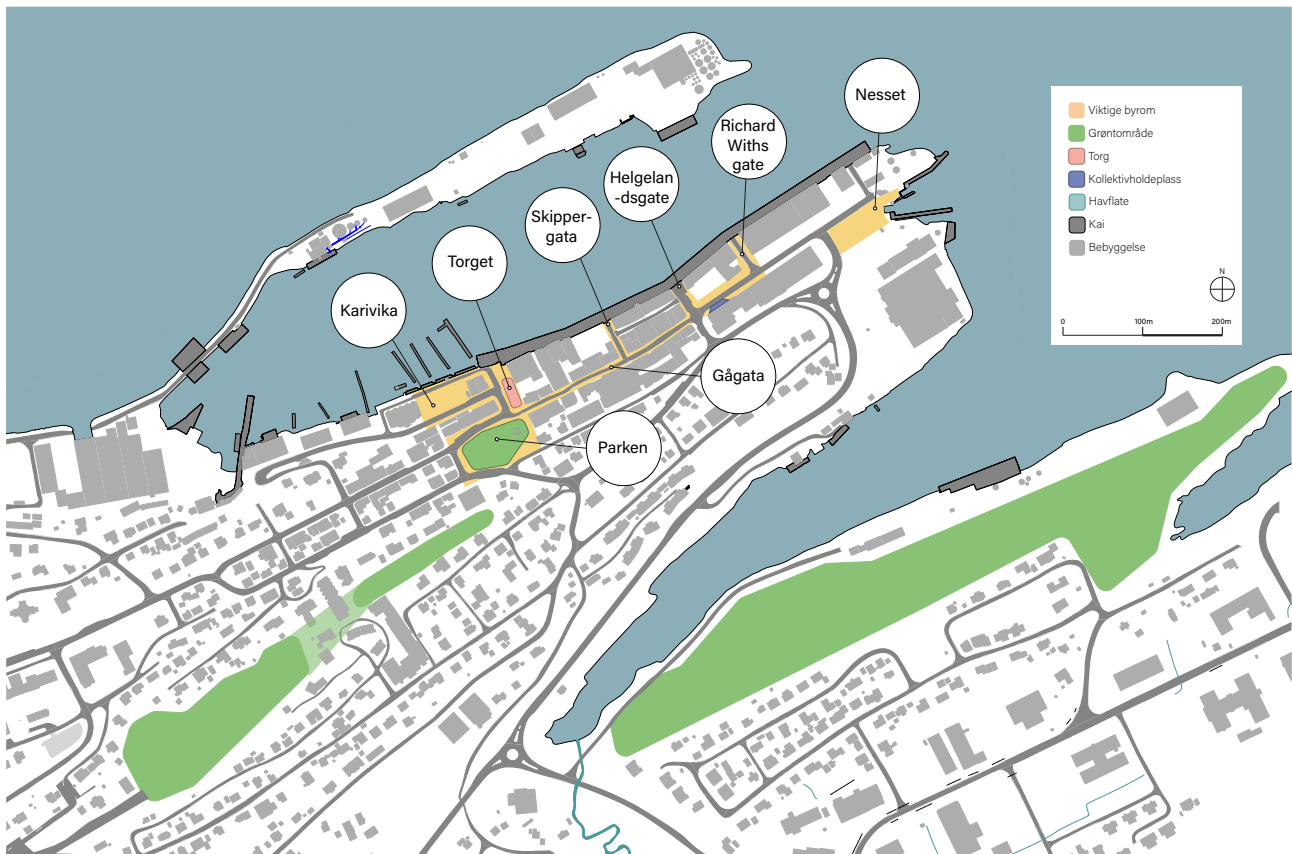 Nesset
Richard
Withs
gate
Helgelan
-dsgate
Skipper-
gata
Torget
Karivika
Gågata
Parken
Viktige byrom
Grøntområde
Torg
Kollektivholdeplass
Havflate
Kai
Bebyggelse
N
0 100m 200m